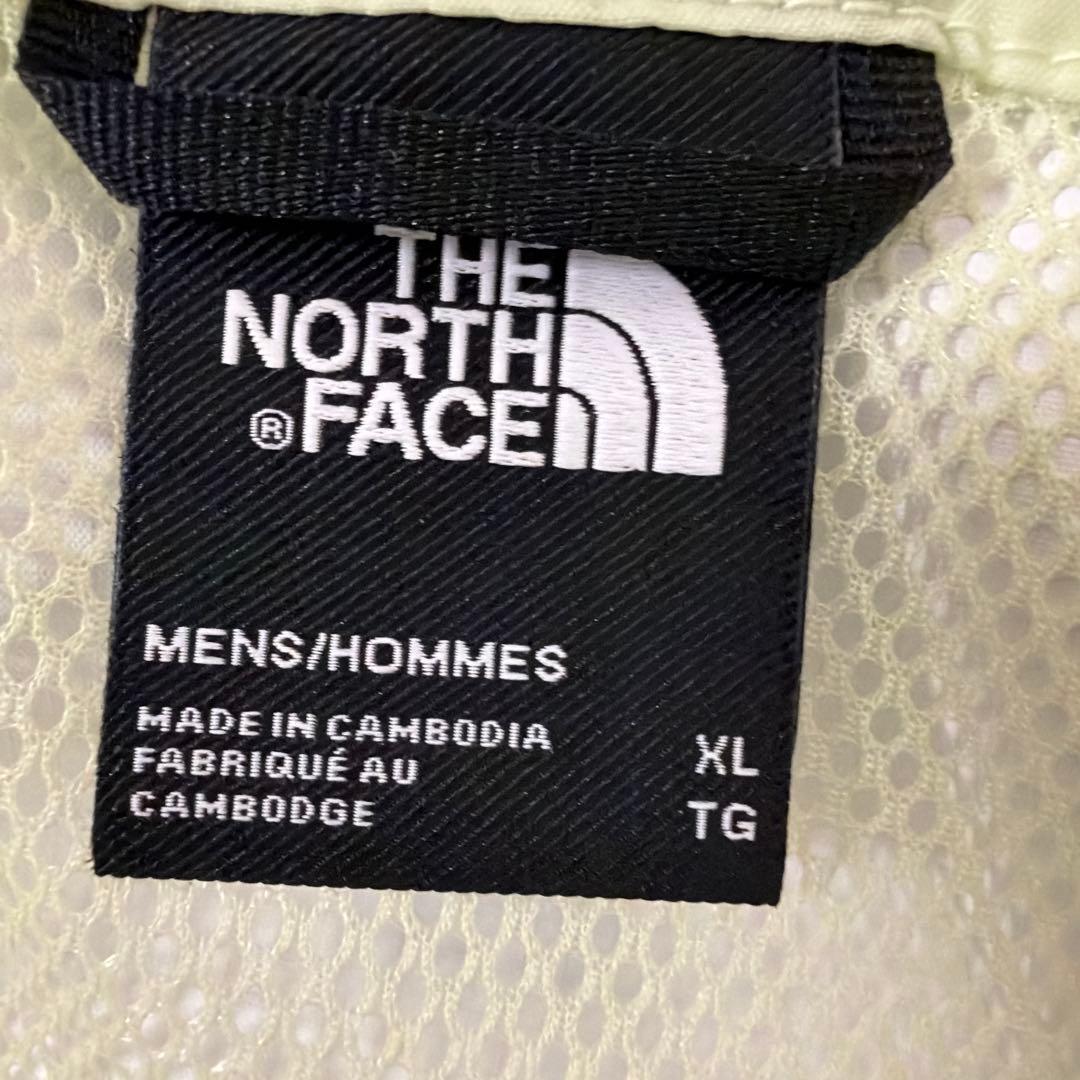 THE
NORTH
® FACE
MENS/HOMMES
MADE IN CAMBODIA
FABRIQUÉ AU
CAMBODGE
XL
TG